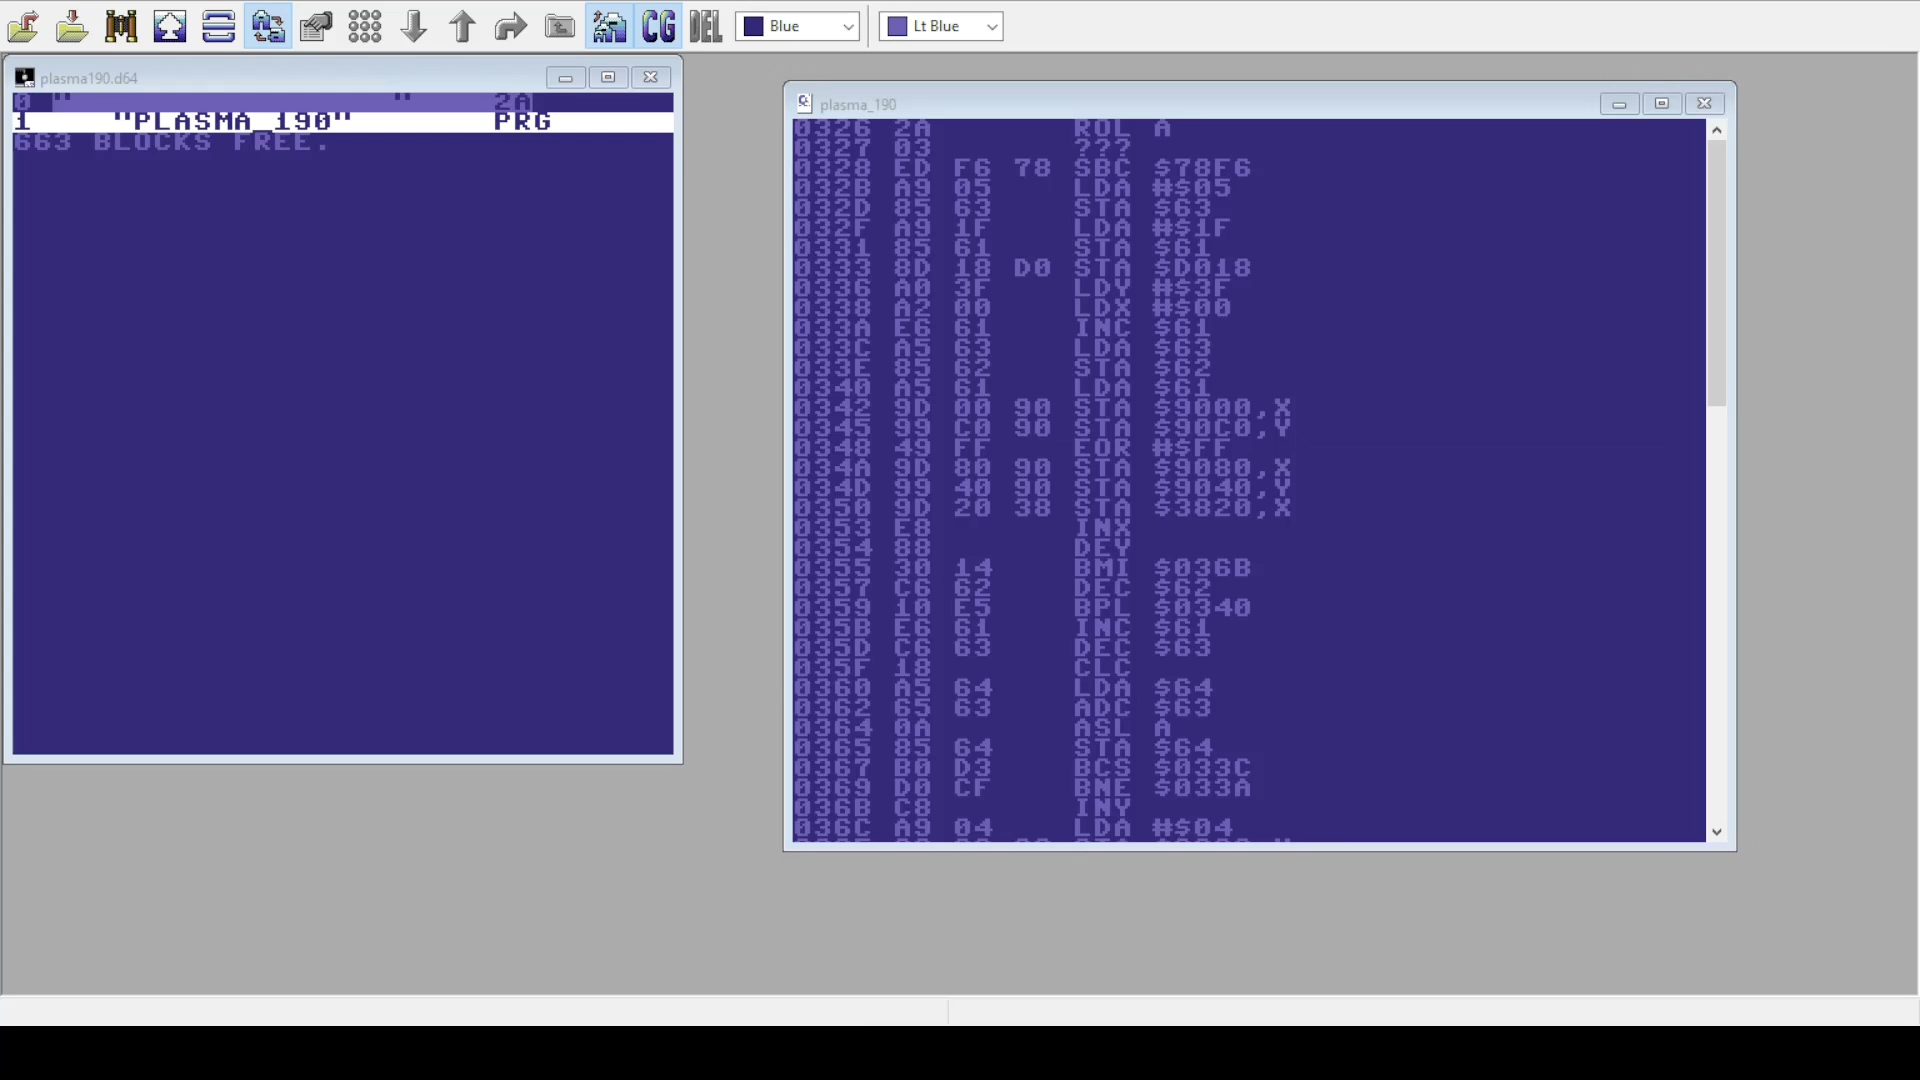 CG DEL Blue Lt Blue
plasma190.d64
0 " " 2A
1 "PLASMA_190" PRG
663 BLOCKS FREE.
plasma_190
0326 2A ROL A
0327 03 ???
0328 ED F6 78 SBC $78F6
032B A9 05 LDA #$05
032D 85 63 STA $63
032F A9 1F LDA #$1F
0331 85 61 STA $61
0333 8D 18 D0 STA $D018
0336 A0 3F LDY #$3F
0338 A2 00 LDX #$00
033A E6 61 INC $61
033C A5 63 LDA $63
033E 85 62 STA $62
0340 A5 61 LDA $61
0342 9D 00 90 STA $9000,X
0345 99 C0 90 STA $90C0,Y
0348 49 FF EOR #$FF
034A 9D 80 90 STA $9080,X
034D 99 40 90 STA $9040,Y
0350 9D 20 38 STA $3820,X
0353 E8 INX
0354 88 DEY
0355 30 14 BMI $036B
0357 C6 62 DEC $62
0359 10 E5 BPL $0340
035B E6 61 INC $61
035D C6 63 DEC $63
035F 18 CLC
0360 A5 64 LDA $64
0362 65 63 ADC $63
0364 0A ASL A
0365 85 64 STA $64
0367 B0 D3 BCS $033C
0369 D0 CF BNE $033A
036B C8 INY
036C A9 04 LDA #$04